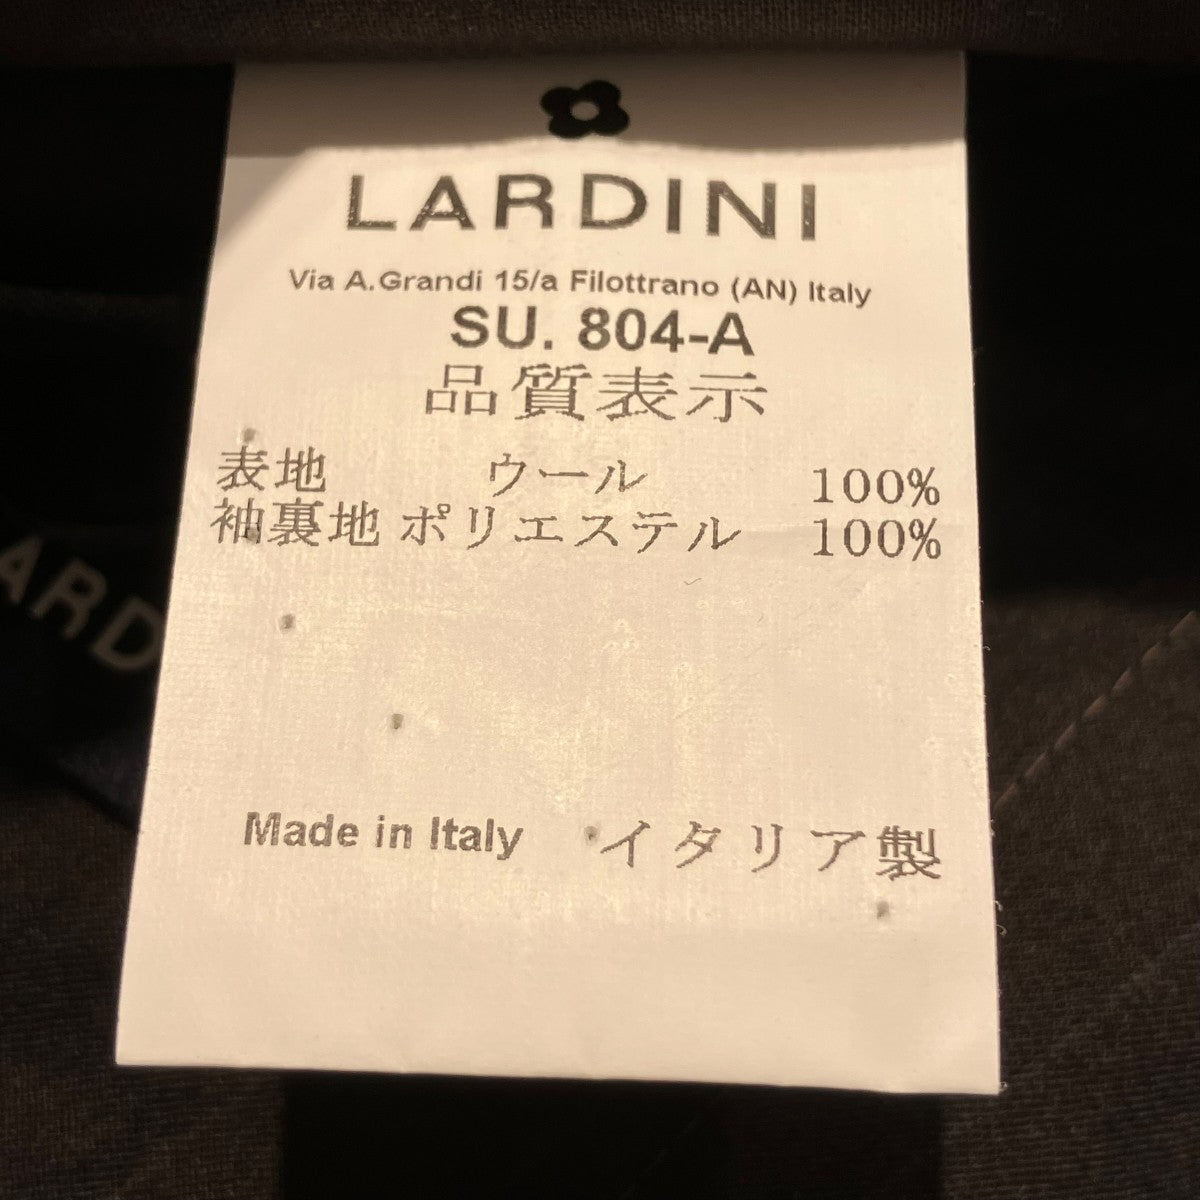 LARDINI
Via A.Grandi 15/a Filottrano (AN) Italy
SU. 804-A
品質表示
表地 ウール 100%
袖裏地 ポリエステル 100%
ARD
Made in Italy イタリア製